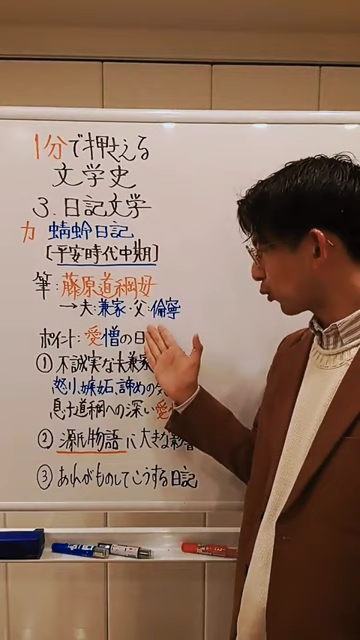 1分で押さえる
文学史
3. 日記文学
カ 蜻蛉日記
[平安時代中期]
筆:藤原道綱母
→夫:兼家・父:倫寧
ポイント:愛憎の日
① 不誠実な夫兼家
怒り、嫉妬、諦めの
息子道綱への深い愛
② 源氏物語に大きな影響
③ あれがものしてこうする日記